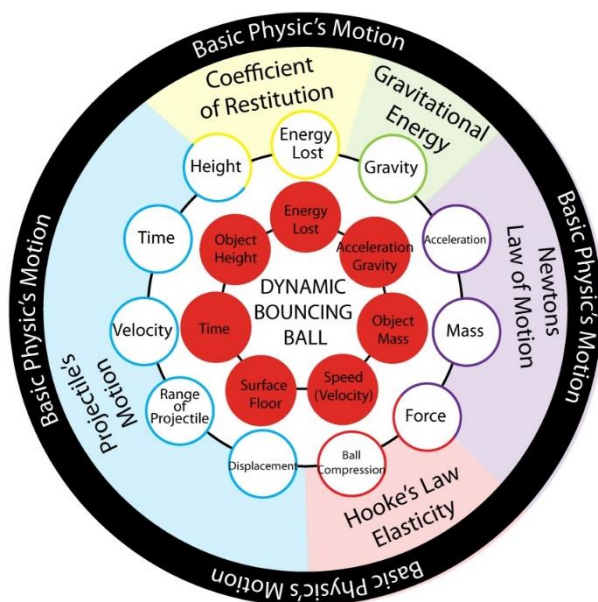 Basic Physic's Motion
Coefficient
of Restitution
Gravitational
Energy
Newtons
Law of Motion
Basic Physic's Motion
Hooke's Law
Elasticity
Basic Physic's Motion
Projectile's
Motion
Basic Physic's Motion
Energy
Lost
Gravity
Acceleration
Mass
Force
Ball
Compression
Displacement
Range of
Projectile
Velocity
Time
Height
Energy
Lost
Acceleration
Gravity
Object
Mass
Speed
(Velocity)
Surface
Floor
Time
Object
Height
DYNAMIC
BOUNCING
BALL